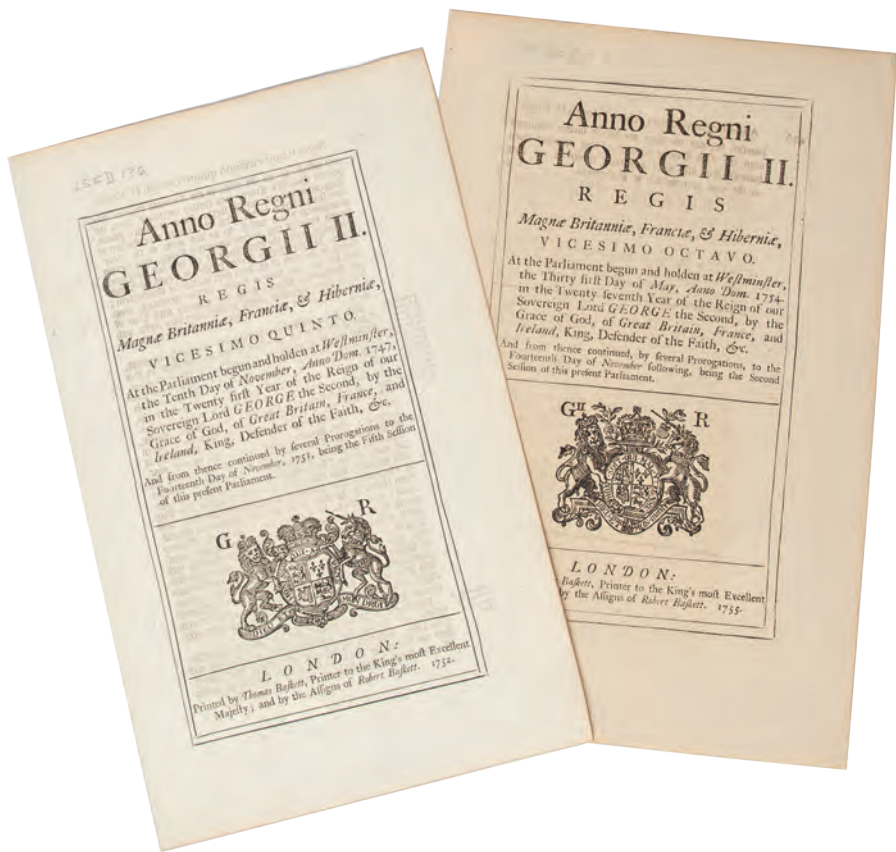 Anno Regni
GEORGII II.
REGIS
Magnæ Britanniæ, Franciæ, & Hiberniæ,
VICESIMO QUINTO.
At the Parliament begun and holden at Weſtminſter,
the Tenth Day of November, Anno Dom. 1747,
in the Twenty firſt Year of the Reign of our
Sovereign Lord GEORGE the Second, by the
Grace of God, of Great Britain, France, and
Ireland, King, Defender of the Faith, &c.
And from thence continued by ſeveral Prorogations to the
Fourteenth Day of November, 1751, being the Fifth Seſſion
of this preſent Parliament.
G R
LONDON:
Printed by Thomas Baſkett, Printer to the King's moſt Excellent
Majeſty; and by the Aſſigns of Robert Baſkett. 1752.
Anno Regni
GEORGII II.
REGIS
Magnæ Britanniæ, Franciæ, & Hiberniæ,
VICESIMO OCTAVO.
At the Parliament begun and holden at Weſtminſter,
the Thirty firſt Day of May, Anno Dom. 1754.
in the Twenty ſeventh Year of the Reign of our
Sovereign Lord GEORGE the Second, by the
Grace of God, of Great Britain, France, and
Ireland, King, Defender of the Faith, &c.
And from thence continued, by ſeveral Prorogations, to the
Fourteenth Day of November following, being the Second
Seſſion of this preſent Parliament.
G II R
LONDON:
Baſkett, Printer to the King's moſt Excellent
by the Aſſigns of Robert Baſkett. 1755.